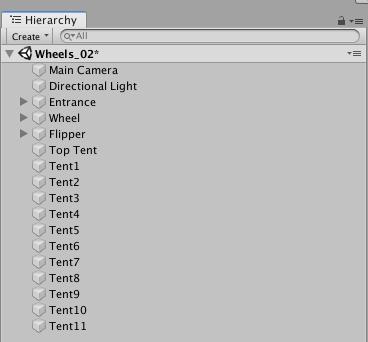 Hierarchy
Create All
Wheels_02*
Main Camera
Directional Light
Entrance
Wheel
Flipper
Top Tent
Tent1
Tent2
Tent3
Tent4
Tent5
Tent6
Tent7
Tent8
Tent9
Tent10
Tent11